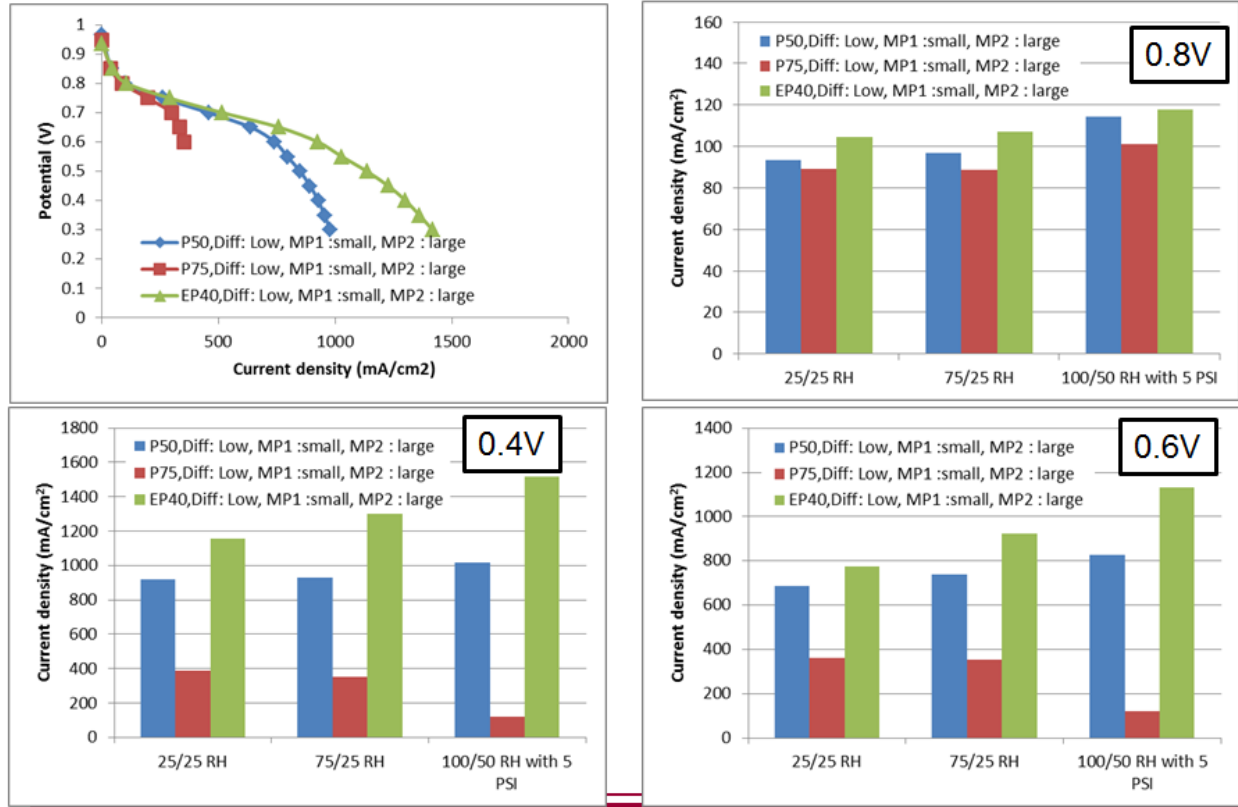 1
0.9
0.8
0.7
0.6
0.5
0.4
0.3
0.2
0.1
0
Potential (V)
P50,Diff: Low, MP1 :small, MP2 : large
P75,Diff: Low, MP1 :small, MP2 : large
EP40,Diff: Low, MP1 :small, MP2 : large
0 500 1000 1500 2000
Current density (mA/cm2)
160
140
120
100
80
60
40
20
0
Current density (mA/cm²)
P50,Diff: Low, MP1 :small, MP2 : large
P75,Diff: Low, MP1 :small, MP2 : large
EP40,Diff: Low, MP1 :small, MP2 : large
0.8V
25/25 RH 75/25 RH 100/50 RH with 5 PSI
1800
1600
1400
1200
1000
800
600
400
200
0
Current density (mA/cm²)
P50,Diff: Low, MP1 :small, MP2 : large
P75,Diff: Low, MP1 :small, MP2 : large
EP40,Diff: Low, MP1 :small, MP2 : large
0.4V
25/25 RH 75/25 RH 100/50 RH with 5
PSI
1400
1200
1000
800
600
400
200
0
Current density (mA/cm²)
P50,Diff: Low, MP1 :small, MP2 : large
P75,Diff: Low, MP1 :small, MP2 : large
EP40,Diff: Low, MP1 :small, MP2 : large
0.6V
25/25 RH 75/25 RH 100/50 RH with 5
PSI